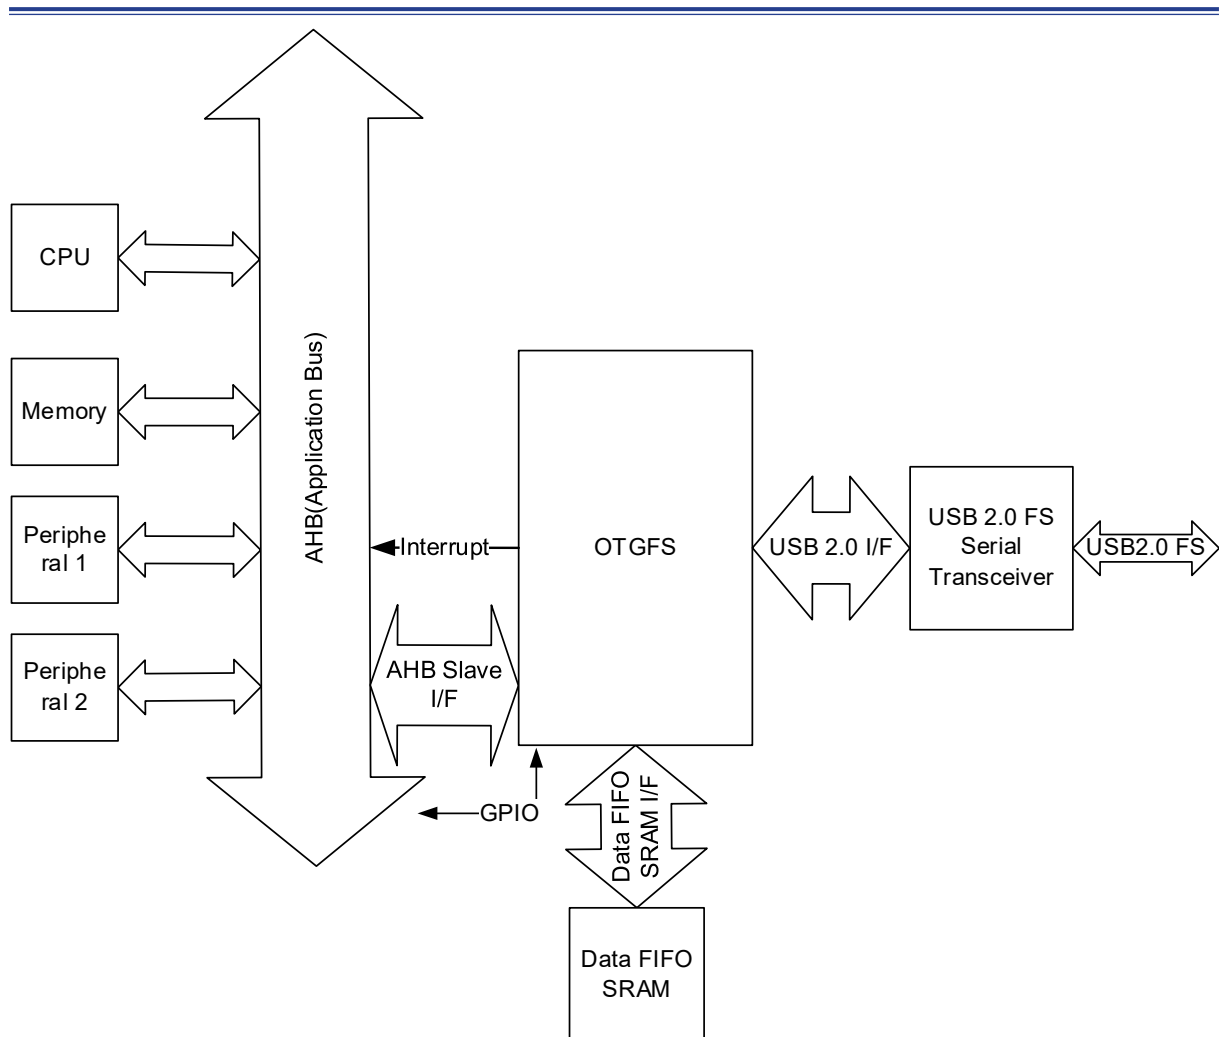 CPU
Memory
Periphe
ral 1
Periphe
ral 2
AHB(Application Bus)
Interrupt
AHB Slave
I/F
GPIO
OTGFS
USB 2.0 I/F
USB 2.0 FS
Serial
Transceiver
USB2.0 FS
Data FIFO
SRAM I/F
Data FIFO
SRAM